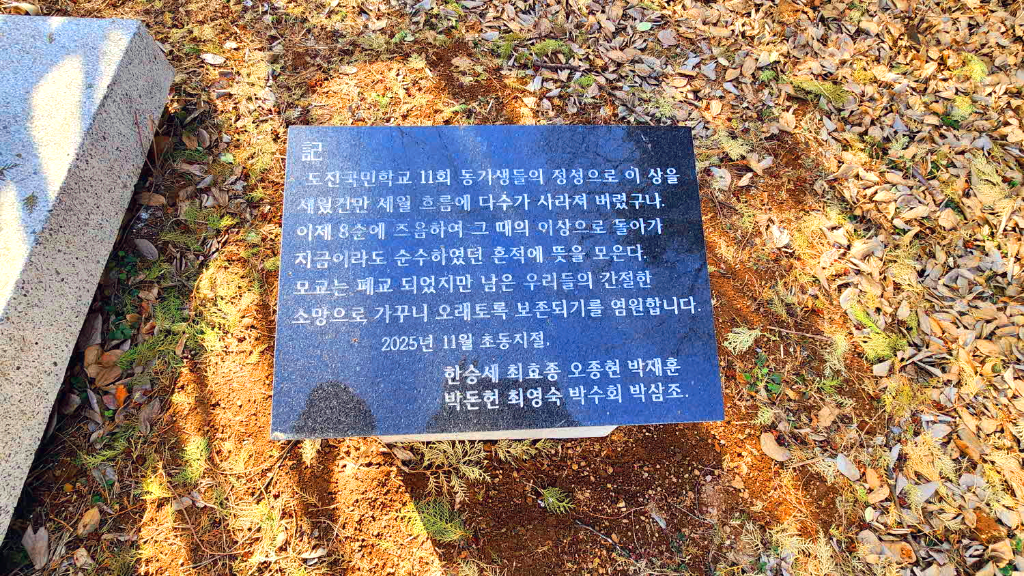 記
도진국민학교 11회 동기생들의 정성으로 이 상을
세웠건만 세월 흐름에 다수가 사라져 버렸구나.
이제 8순에 즈음하여 그 때의 이상으로 돌아가
지금이라도 순수하였던 흔적에 뜻을 모은다.
모교는 폐교 되었지만 남은 우리들의 간절한
소망으로 가꾸니 오래토록 보존되기를 염원합니다.
2025년 11월 초동지절.
한승세 최효종 오종현 박재훈
박돈헌 최영숙 박수회 박삼조.